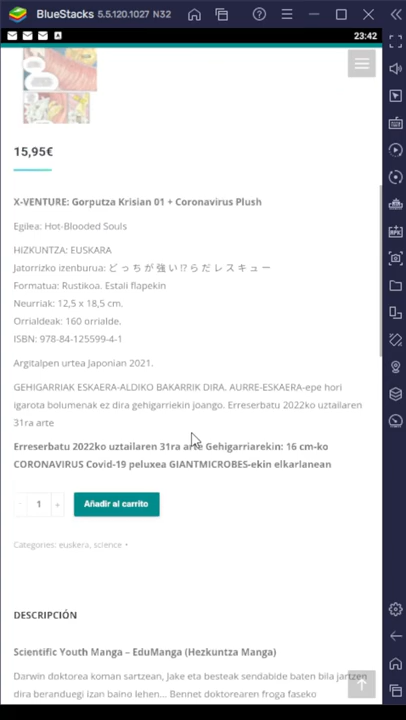 BlueStacks 5.5.120.1027 N32
23:42
15,95€
X-VENTURE: Gorputza Krisian 01 + Coronavirus Plush
Egilea: Hot-Blooded Souls
HIZKUNTZA: EUSKARA
Jatorrizko izenburua: どっちが強い!?らだレスキュー
Formatua: Rustikoa. Estali flapekin
Neurriak: 12,5 x 18,5 cm.
Orrialdeak: 160 orrialde.
ISBN: 978-84-125599-4-1
Argitalpen urtea Japonian 2021.
GEHIGARRIAK ESKAERA-ALDIKO BAKARRIK DIRA. AURRE-ESKAERA-epe hori
igarota bolumenak ez dira gehigarriekin joango. Erreserbatu 2022ko uztailaren
31ra arte
Erreserbatu 2022ko uztailaren 31ra arte Gehigarriarekin: 16 cm-ko
CORONAVIRUS Covid-19 peluxea GIANTMICROBES-ekin elkarlanean
- 1 +
Añadir al carrito
Categories: euskera, science
DESCRIPCIÓN
Scientific Youth Manga – EduManga (Hezkuntza Manga)
Darwin doktorea koman sartzean, Jake eta besteak sendabide baten bila jartzen
dira beranduegi izan baino lehen... Bennet doktorearen froga faseko